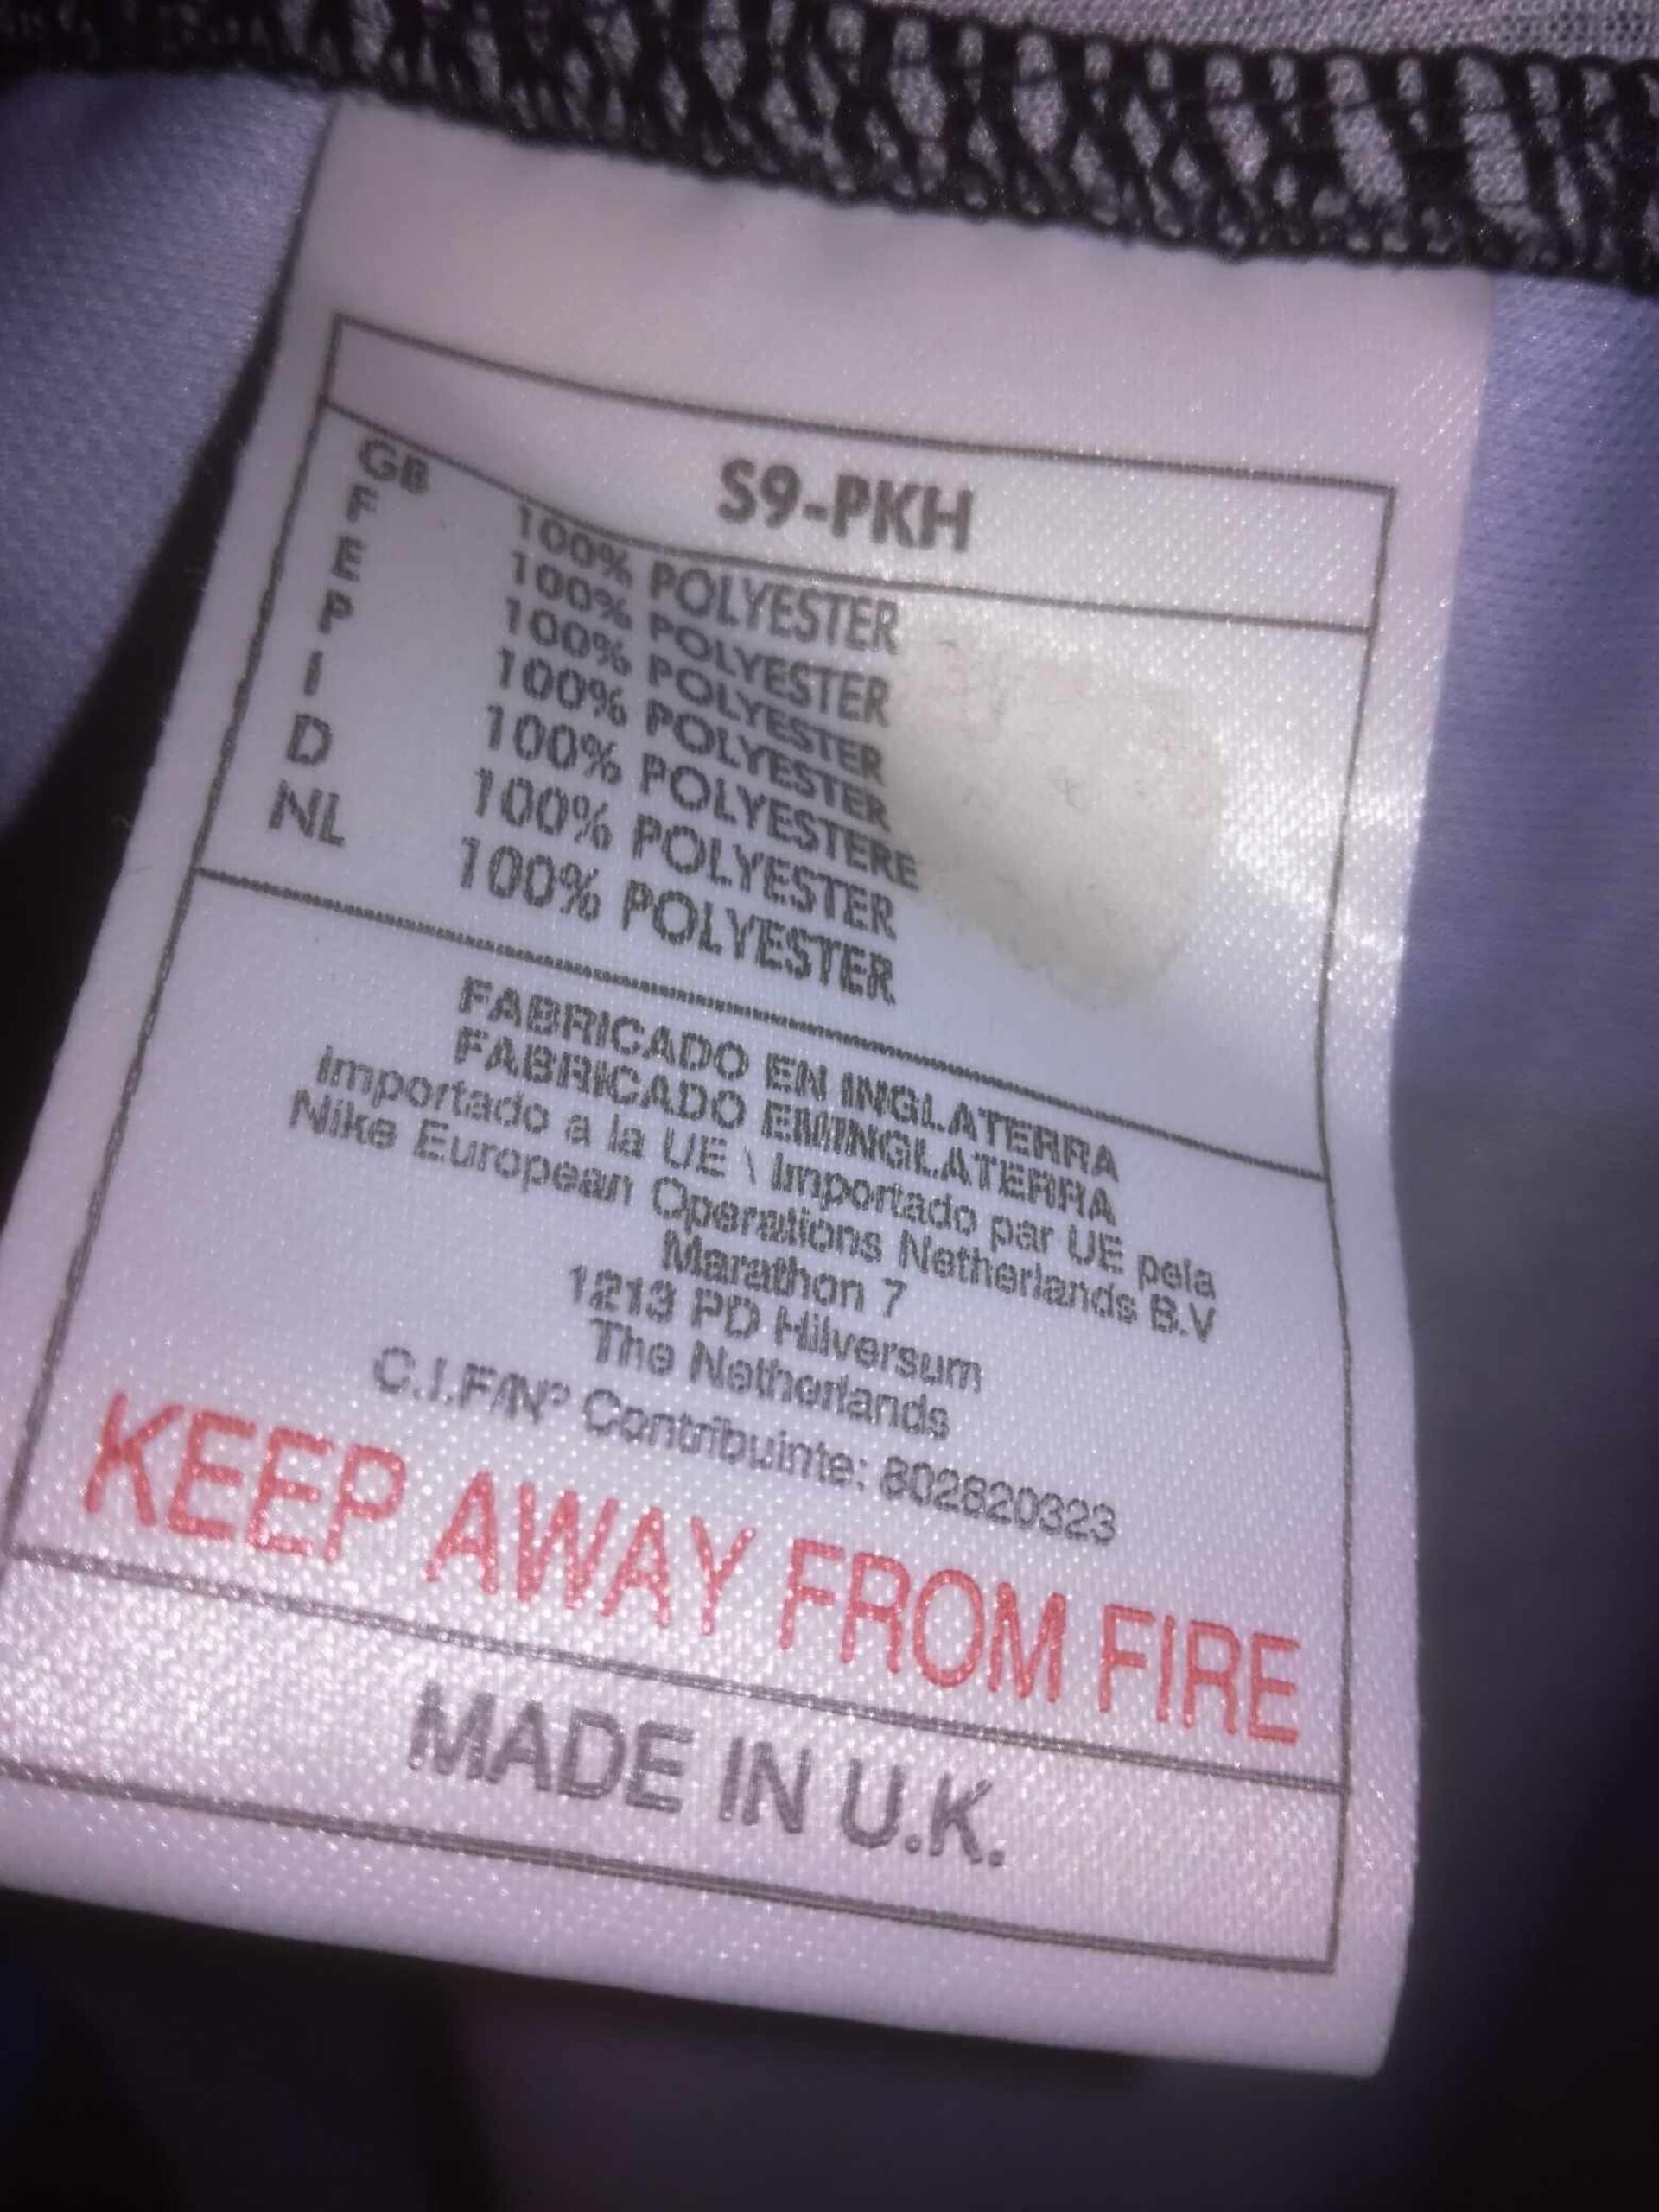 S9-PKH
GB 100% POLYESTER
F 100% POLYESTER
E 100% POLYESTER
P 100% POLYESTER
I 100% POLYESTERE
D 100% POLYESTER
NL 100% POLYESTER
FABRICADO EN INGLATERRA
FABRICADO EMINGLATERRA
Importado a la UE \ Importado par UE pela
Nike European Operations Netherlands B.V
Marathon 7
1213 PD Hilversum
The Netherlands
C.I.F/Nº Contribuinte: 802820323
KEEP AWAY FROM FIRE
MADE IN U.K.